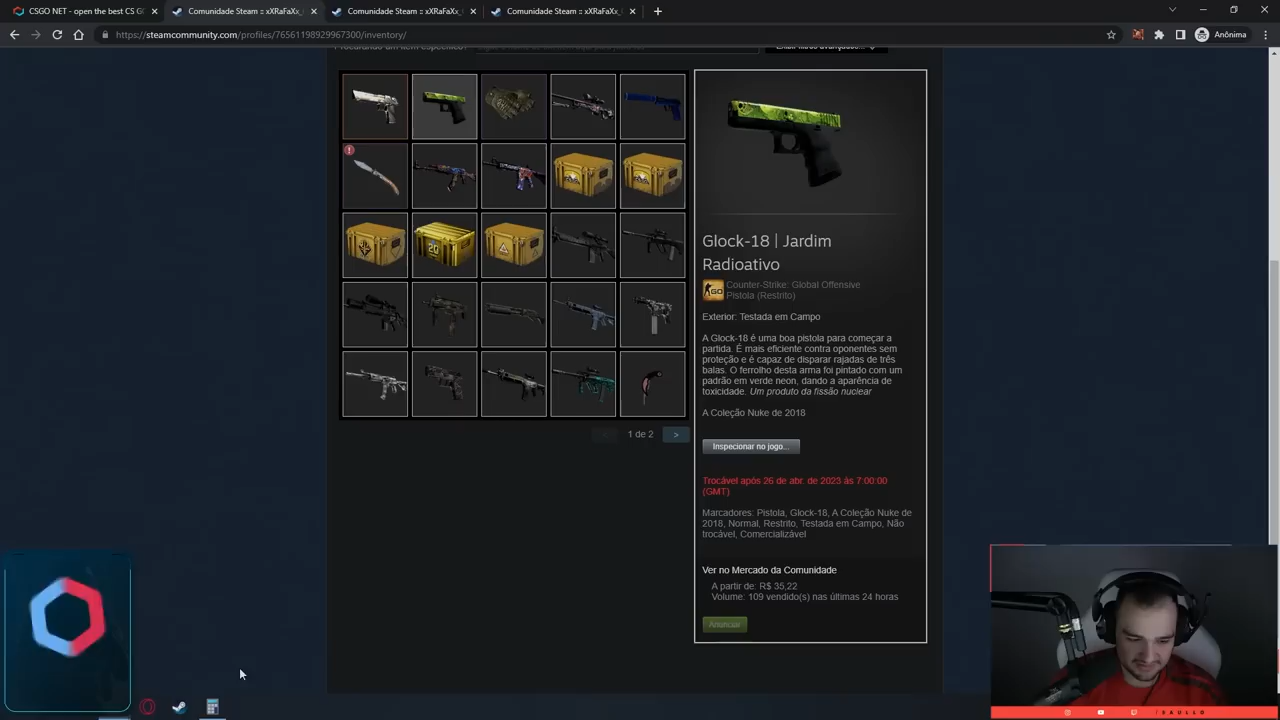 CSGO NET - open the best CS GO
Comunidade Steam :: xXRaFaXx_
Comunidade Steam :: xXRaFaXx_
Comunidade Steam :: xXRaFaXx_
https://steamcommunity.com/profiles/76561198929967300/inventory/
Anônima
Glock-18 | Jardim
Radioativo
GO
Counter-Strike: Global Offensive
Pistola (Restrito)
Exterior: Testada em Campo
A Glock-18 é uma boa pistola para começar a
partida. É mais eficiente contra oponentes sem
proteção e é capaz de disparar rajadas de três
balas. O ferrolho desta arma foi pintado com um
padrão em verde neon, dando a aparência de
toxicidade. Um produto da fissão nuclear
A Coleção Nuke de 2018
1 de 2
>
Inspecionar no jogo...
Trocável após 26 de abr. de 2023 às 7:00:00
(GMT)
Marcadores: Pistola, Glock-18, A Coleção Nuke de
2018, Normal, Restrito, Testada em Campo, Não
trocável, Comercializável
Ver no Mercado da Comunidade
A partir de: R$ 35,22
Volume: 109 vendido(s) nas últimas 24 horas
Anunciar
/SAULLO